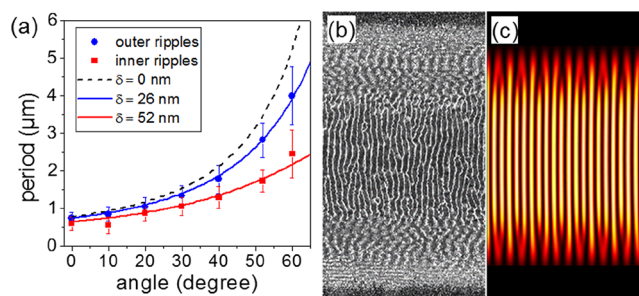 (a)
6
5
4
3
2
1
0
period (μm)
outer ripples
inner ripples
δ = 0 nm
δ = 26 nm
δ = 52 nm
0 10 20 30 40 50 60
angle (degree)
(b)
(c)